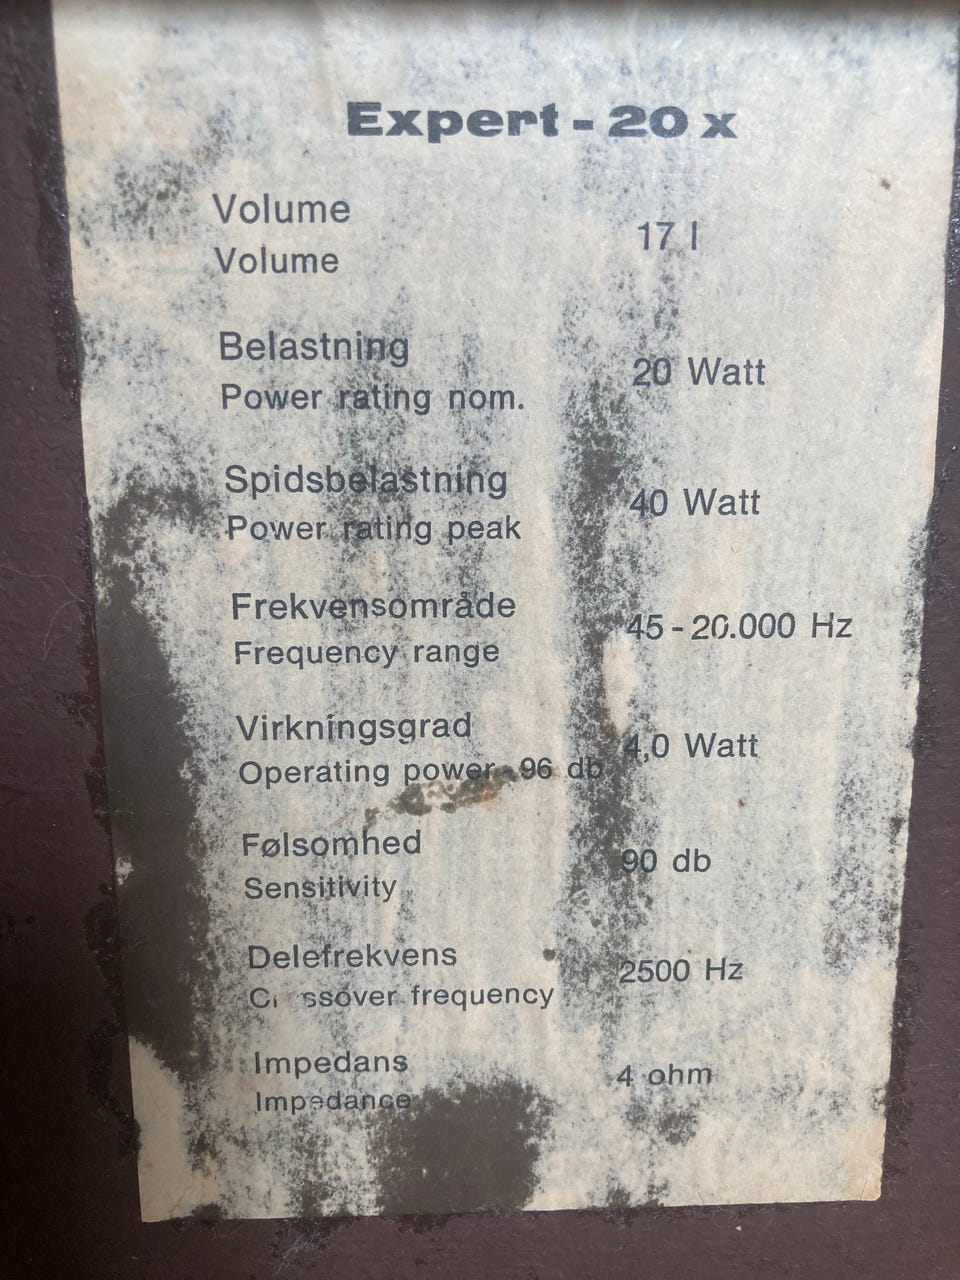 Expert - 20 x
Volume
Volume
17 l
Belastning
Power rating nom.
20 Watt
Spidsbelastning
Power rating peak
40 Watt
Frekvensområde
Frequency range
45 - 20.000 Hz
Virkningsgrad
Operating power - 96 db
4,0 Watt
Følsomhed
Sensitivity
90 db
Delefrekvens
Crossover frequency
2500 Hz
Impedans
Impedance
4 ohm